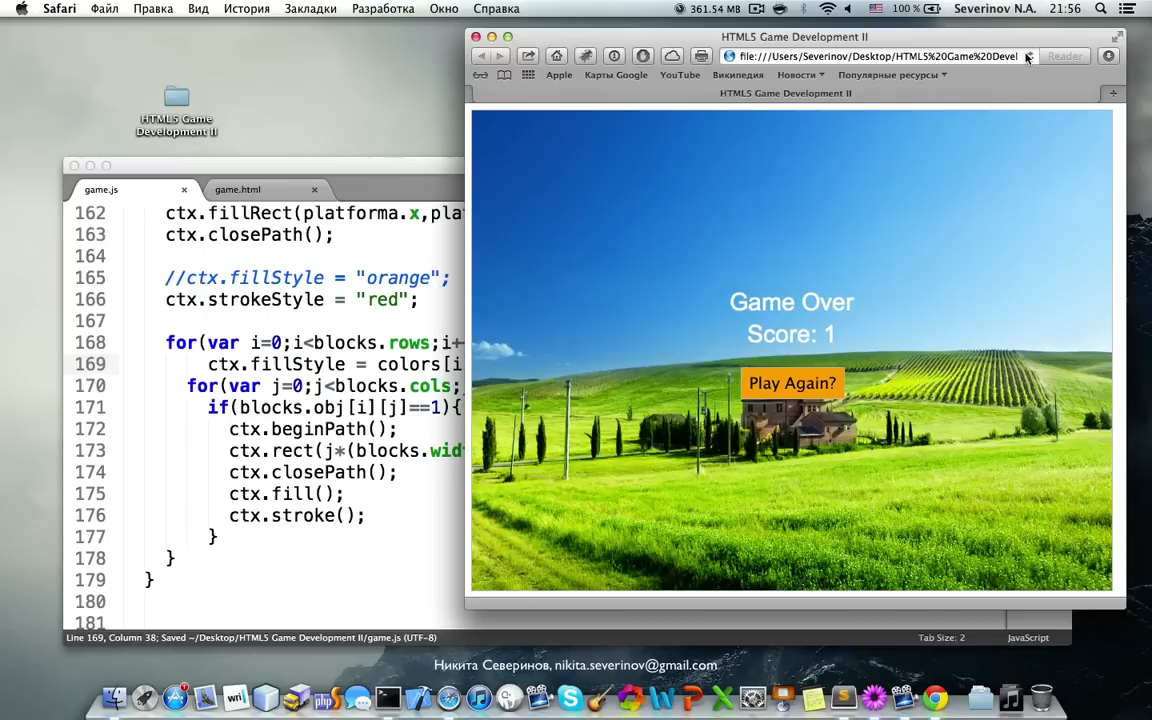 Safari Файл Правка Вид История Закладки Разработка Окно Справка 361.54 MB 100 % Severinov N.A. 21:56
HTML5 Game Development II
file:///Users/Severinov/Desktop/HTML5%20Game%20Devel Reader
Apple Карты Google YouTube Википедия Новости Популярные ресурсы
HTML5 Game Development II
HTML5 Game
Development II
game.js game.html
162 ctx.fillRect(platforma.x,pla
163 ctx.closePath();
164
165 //ctx.fillStyle = "orange";
166 ctx.strokeStyle = "red";
167
168 for(var i=0;i<blocks.rows;i+
169 ctx.fillStyle = colors[i
170 for(var j=0;j<blocks.cols;
171 if(blocks.obj[i][j]==1){
172 ctx.beginPath();
173 ctx.rect(j*(blocks.wid
174 ctx.closePath();
175 ctx.fill();
176 ctx.stroke();
177 }
178 }
179 }
180
181
Game Over
Score: 1
Play Again?
Line 169, Column 38; Saved ~/Desktop/HTML5 Game Development II/game.js (UTF-8) Tab Size: 2 JavaScript
Никита Северинов, nikita.severinov@gmail.com